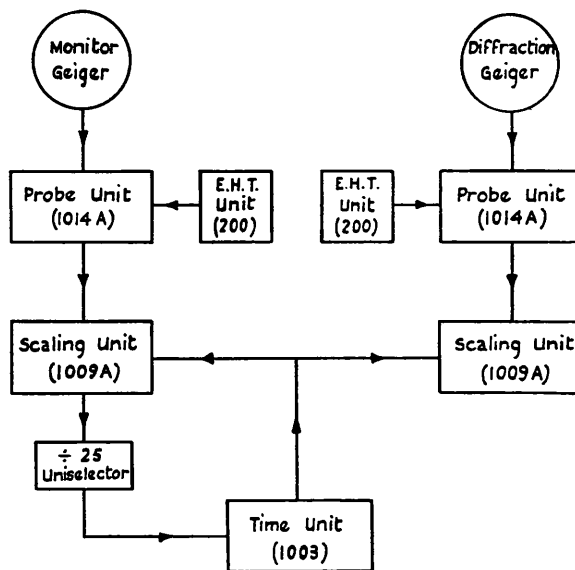 Monitor
Geiger
Diffraction
Geiger
Probe Unit
(1014A)
E.H.T.
Unit
(200)
E.H.T.
Unit
(200)
Probe Unit
(1014A)
Scaling Unit
(1009A)
Scaling Unit
(1009A)
÷ 25
Uniselector
Time Unit
(1003)